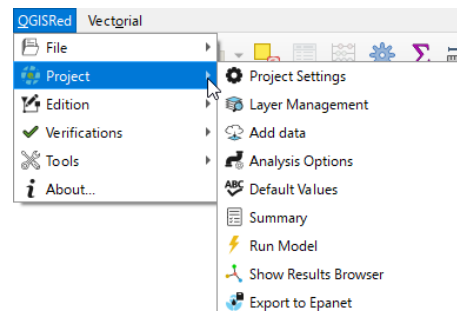 QGISRed Vectorial
File
Project
Edition
Verifications
Tools
About...
Project Settings
Layer Management
Add data
Analysis Options
ABC Default Values
Summary
Run Model
Show Results Browser
Export to Epanet